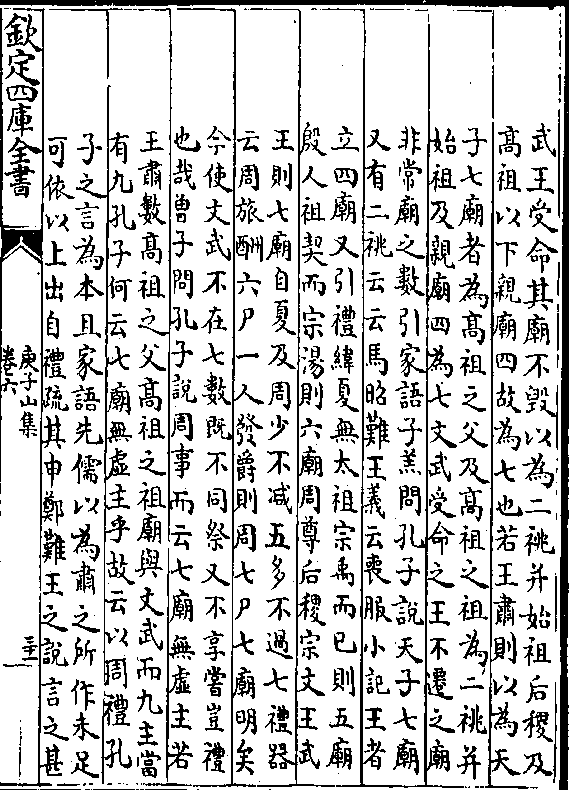 武王受命其廟不毀以為二祧并始祖后稷及
高祖以下親廟四故為七也若王肅則以為天
子七廟者為高祖之父及高祖之祖為二祧并
始祖及親廟四為七文武受命之王不遷之廟
非常廟之數引家語子羔問孔子說天子七廟
又有二祧云云馬昭難王義云喪服小記王者
立四廟又引禮緯夏無太祖宗禹而已則五廟
殷人祖契而宗湯則六廟周尊后稷宗文王武
王則七廟自夏及周少不減五多不過七禮器
云周旅酬六尸一人發爵則周七尸七廟明矣
今使文武不在七數既不同祭又不享嘗豈禮
也哉曾子問孔子說周事而云七廟無虛主若
王肅數高祖之父高祖之祖廟與文武而九主當
有九孔子何云七廟無虛主乎故云以周禮孔
子之言為本且家語先儒以為肅之所作未足
可依以上出自禮疏其申鄭難王之說言之甚
欽定四庫全書
庾子山集
卷六